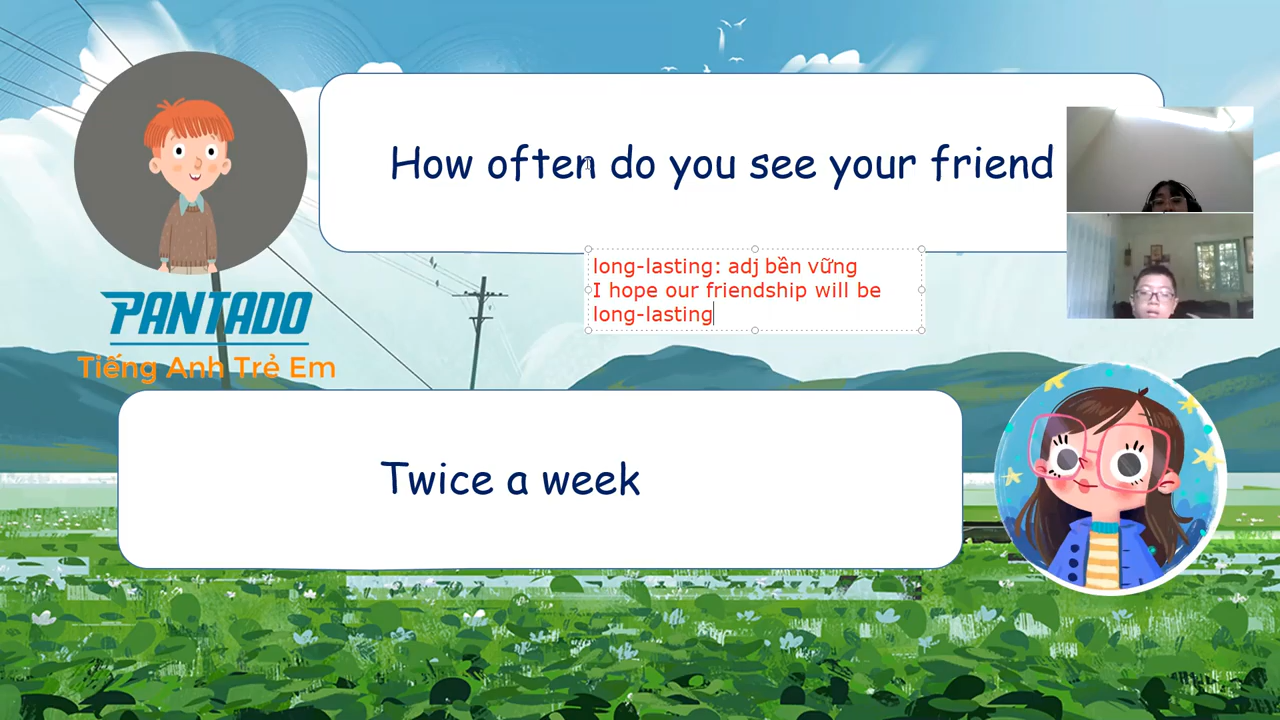 How often do you see your friend
long-lasting: adj bền vững
I hope our friendship will be
long-lasting
PANTADO
Tiếng Anh Trẻ Em
Twice a week